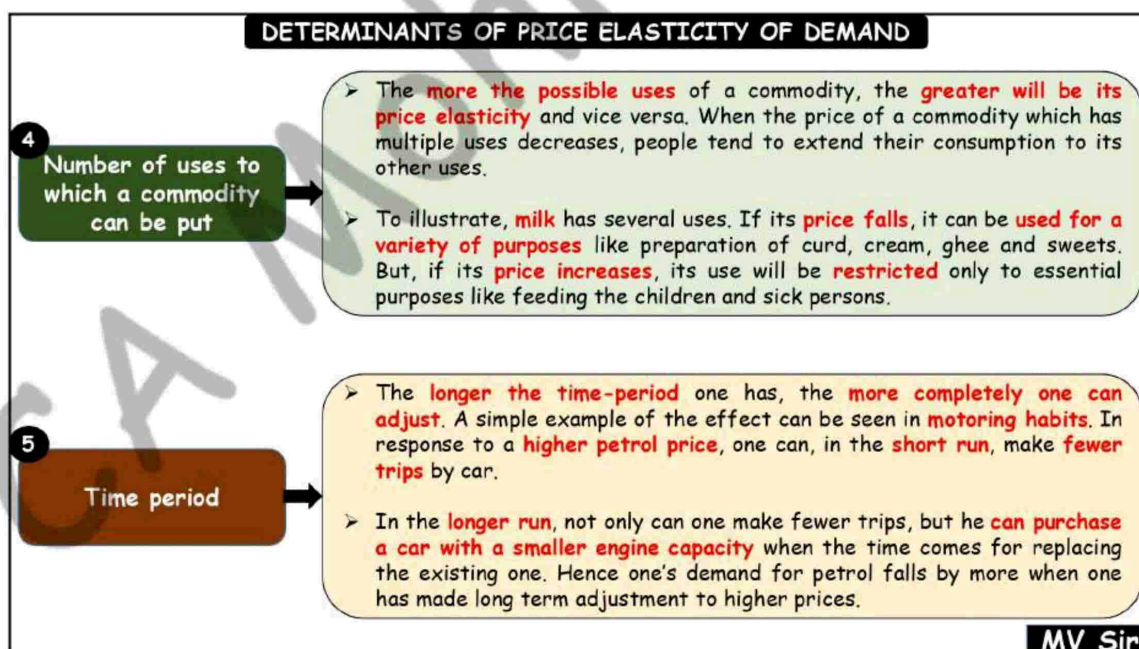 DETERMINANTS OF PRICE ELASTICITY OF DEMAND
4
Number of uses to
which a commodity
can be put
➢ The more the possible uses of a commodity, the greater will be its
price elasticity and vice versa. When the price of a commodity which has
multiple uses decreases, people tend to extend their consumption to its
other uses.
➢ To illustrate, milk has several uses. If its price falls, it can be used for a
variety of purposes like preparation of curd, cream, ghee and sweets.
But, if its price increases, its use will be restricted only to essential
purposes like feeding the children and sick persons.
5
Time period
➢ The longer the time-period one has, the more completely one can
adjust. A simple example of the effect can be seen in motoring habits. In
response to a higher petrol price, one can, in the short run, make fewer
trips by car.
➢ In the longer run, not only can one make fewer trips, but he can purchase
a car with a smaller engine capacity when the time comes for replacing
the existing one. Hence one's demand for petrol falls by more when one
has made long term adjustment to higher prices.
MV Sir
CA